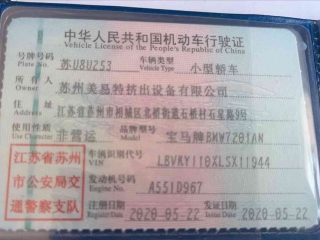 中华人民共和国机动车行驶证
Vehicle License of the People's Republic of China
号牌号码 苏U8U253 车辆类型 小型轿车
Plate No. Vehicle Type
所有人 苏州美易特挤出设备有限公司
Owner
住址 江苏省苏州市相城区北桥街道石桥村石星路3号
Address
使用性质 非营运 品牌型号 宝马牌BMW7201AN
Use Character Model
江苏省苏州市公安局交通警察支队
车辆识别代号 LBVKY110XLSX11944
VIN
发动机号码 A551D967
Engine No.
注册日期 2020-05-22 发证日期 2020-05-22
Register Date Issue Date